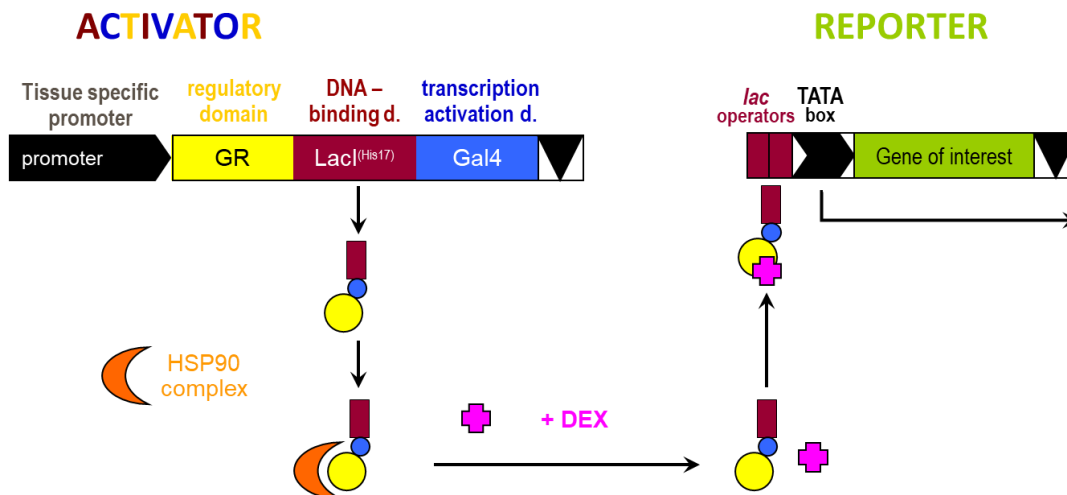 ACTIVATOR
REPORTER
Tissue specific
promoter
regulatory
domain
DNA –
binding d.
transcription
activation d.
lac
operators
TATA
box
promoter
GR
LacI(His17)
Gal4
Gene of interest
HSP90
complex
+ DEX